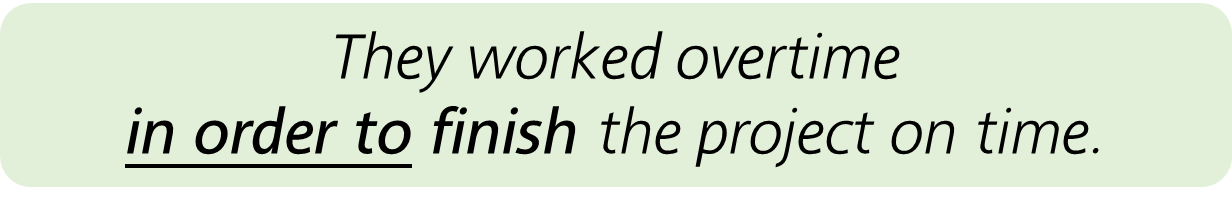 They worked overtime
in order to finish the project on time.